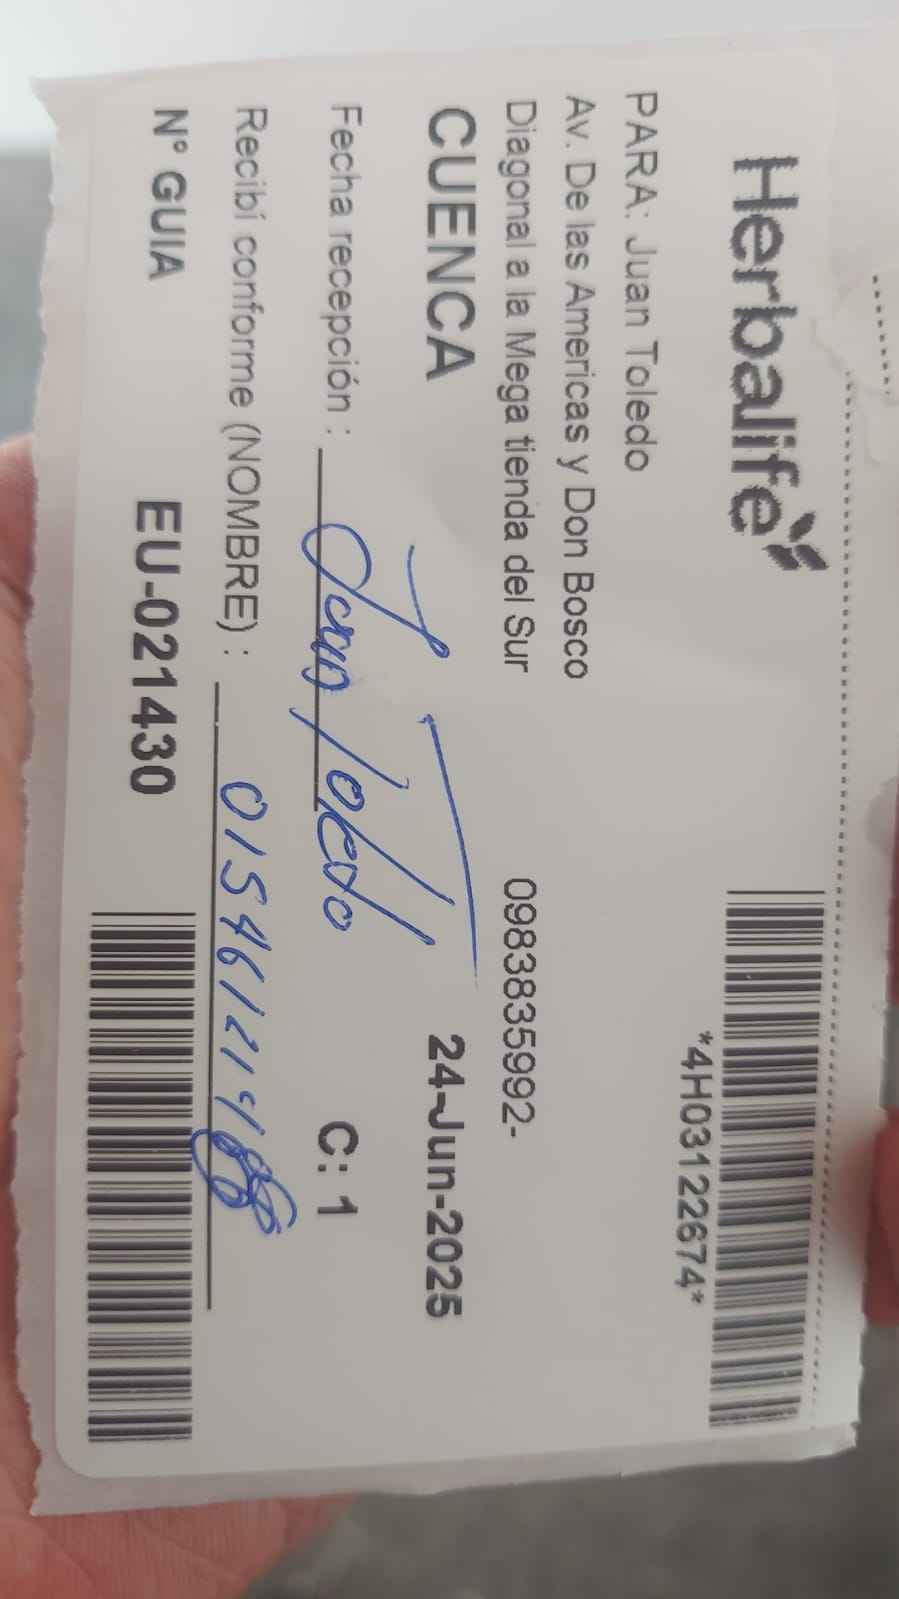 Herbalife
*4H03122674*
PARA: Juan Toledo
Av. De las Americas y Don Bosco
Diagonal a la Mega tienda del Sur 0983835992-
CUENCA 24-Jun-2025
Fecha recepción : Juan Toledo C: 1
Recibí conforme (NOMBRE) :
N° GUIA EU-021430